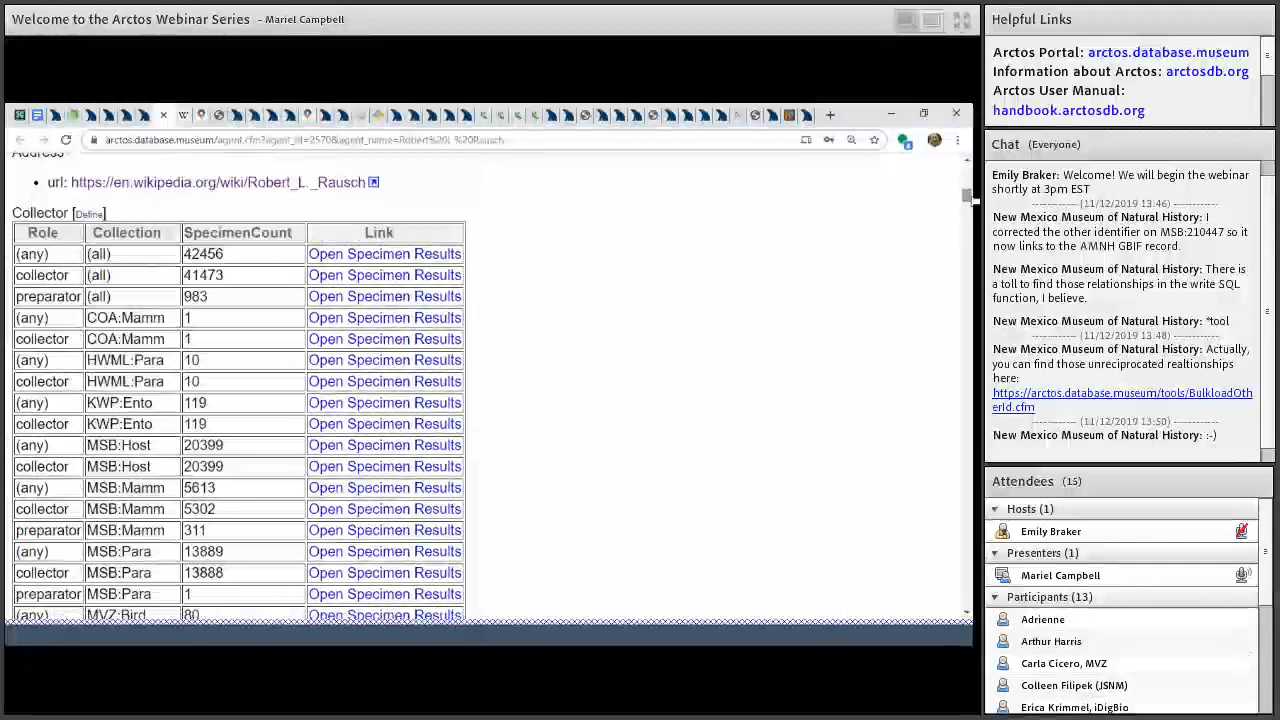 Welcome to the Arctos Webinar Series - Mariel Campbell
arctos.database.museum/agent.cfm?agent_id=2570&agent_name=Robert%20L.%20Rausch
Address
• url: https://en.wikipedia.org/wiki/Robert_L._Rausch
Collector [Define]
Role Collection SpecimenCount Link
(any) (all) 42456 Open Specimen Results
collector (all) 41473 Open Specimen Results
preparator (all) 983 Open Specimen Results
(any) COA:Mamm 1 Open Specimen Results
collector COA:Mamm 1 Open Specimen Results
(any) HWML:Para 10 Open Specimen Results
collector HWML:Para 10 Open Specimen Results
(any) KWP:Ento 119 Open Specimen Results
collector KWP:Ento 119 Open Specimen Results
(any) MSB:Host 20399 Open Specimen Results
collector MSB:Host 20399 Open Specimen Results
(any) MSB:Mamm 5613 Open Specimen Results
collector MSB:Mamm 5302 Open Specimen Results
preparator MSB:Mamm 311 Open Specimen Results
(any) MSB:Para 13889 Open Specimen Results
collector MSB:Para 13888 Open Specimen Results
preparator MSB:Para 1 Open Specimen Results
(any) MVZ:Bird 80 Open Specimen Results
Helpful Links
Arctos Portal: arctos.database.museum
Information about Arctos: arctosdb.org
Arctos User Manual:
handbook.arctosdb.org
Chat (Everyone)
Emily Braker: Welcome! We will begin the webinar
shortly at 3pm EST
------------ (11/12/2019 13:46) ------------
New Mexico Museum of Natural History: I
corrected the other identifier on MSB:210447 so it
now links to the AMNH GBIF record.
New Mexico Museum of Natural History: There is
a toll to find those relationships in the write SQL
function, I believe.
New Mexico Museum of Natural History: *tool
------------ (11/12/2019 13:48) ------------
New Mexico Museum of Natural History: Actually,
you can find those unreciprocated realtionships
here:
https://arctos.database.museum/tools/BulkloadOth
erId.cfm
------------ (11/12/2019 13:50) ------------
New Mexico Museum of Natural History: :-)
Attendees (15)
Hosts (1)
Emily Braker
Presenters (1)
Mariel Campbell
Participants (13)
Adrienne
Arthur Harris
Carla Cicero, MVZ
Colleen Filipek (JSNM)
Erica Krimmel, iDigBio